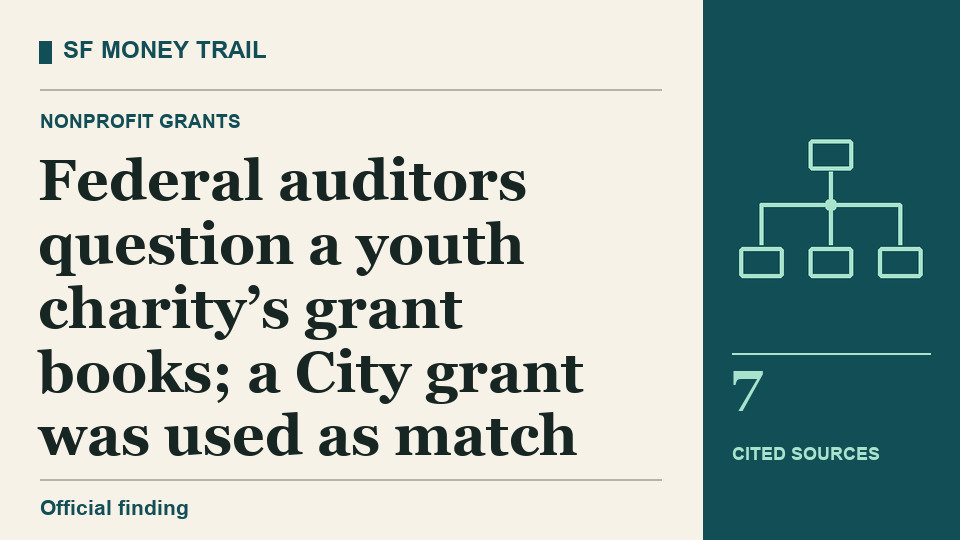 SF MONEY TRAIL
NONPROFIT GRANTS
Federal auditors
question a youth
charity’s grant
books; a City grant
was used as match
Official finding
7
CITED SOURCES